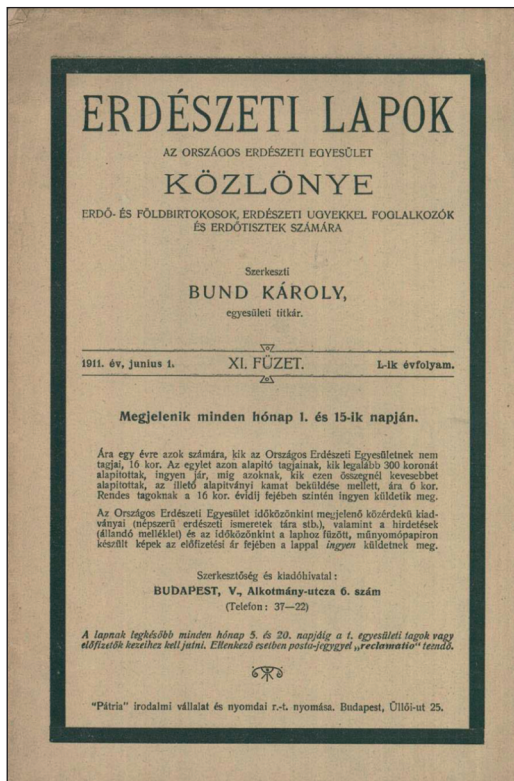 ERDÉSZETI LAPOK
AZ ORSZÁGOS ERDÉSZETI EGYESÜLET
KÖZLÖNYE
ERDŐ- ÉS FÖLDBIRTOKOSOK, ERDÉSZETI ÜGYEKKEL FOGLALKOZÓK
ÉS ERDŐTISZTEK SZÁMÁRA
Szerkeszti
BUND KÁROLY,
egyesületi titkár.
1911. év, junius 1. XI. FÜZET. L-ik évfolyam.
Megjelenik minden hónap 1. és 15-ik napján.
Ára egy évre azok számára, kik az Országos Erdészeti Egyesületnek nem
tagjai, 16 kor. Az egylet azon alapító tagjainak, kik legalább 300 koronát
alapítottak, ingyen jár, míg azoknak, kik ezen összegnél kevesebbet
alapítottak, az illető alapítványi kamat beküldése mellett, ára 6 kor.
Rendes tagoknak a 16 kor. évidij fejében szintén ingyen küldetik meg.
Az Országos Erdészeti Egyesület időközönkint megjelenő közérdekü kiad-
ványai (népszerű erdészeti ismeretek tára stb.), valamint a hirdetések
(állandó melléklet) és az időközönkint a laphoz fűzött, műnyomópapiron
készült képek az előfizetési ár fejében a lappal ingyen küldetnek meg.
Szerkesztőség és kiadóhivatal:
BUDAPEST, V., Alkotmány-utcza 6. szám
(Telefon: 37—22)
A lapnak legkésőbb minden hónap 5. és 20. napjáig a t. egyesületi tagok vagy
előfizetők kezeihez kell jutni. Ellenkező esetben posta-jegygyel „reclamatio" teendő.
"Pátria" irodalmi vállalat és nyomdai r.-t. nyomása. Budapest, Üllői-ut 25.